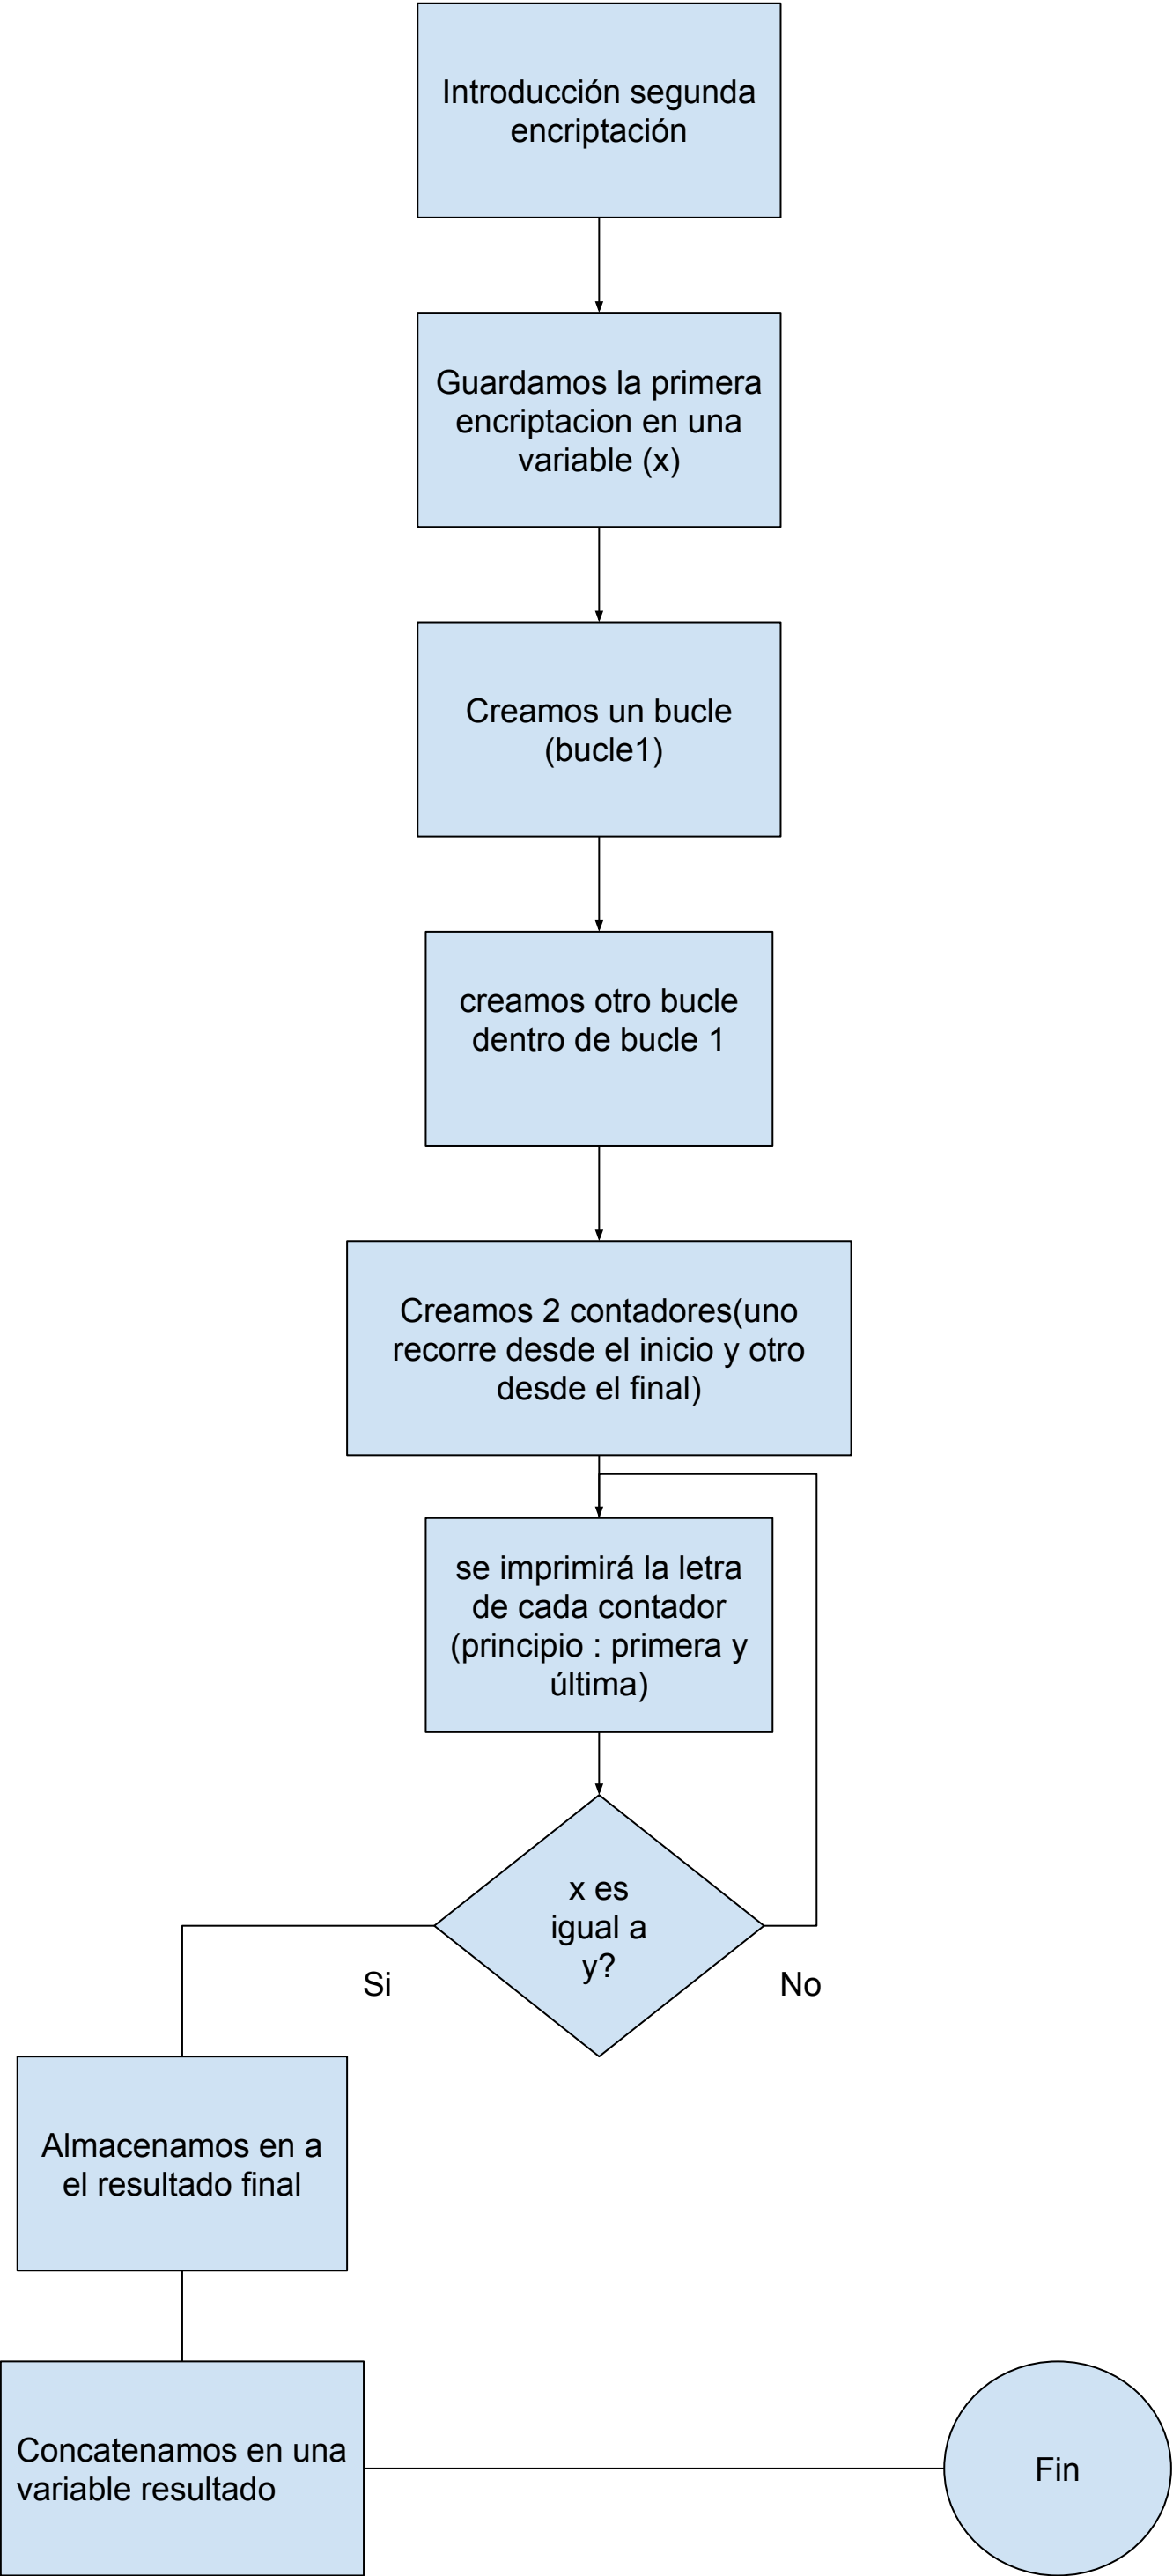 Introducción segunda
encriptación
Guardamos la primera
encriptacion en una
variable (x)
Creamos un bucle
(bucle1)
creamos otro bucle
dentro de bucle 1
Creamos 2 contadores(uno
recorre desde el inicio y otro
desde el final)
se imprimirá la letra
de cada contador
(principio : primera y
última)
x es
igual a
y?
Si
No
Almacenamos en a
el resultado final
Concatenamos en una
variable resultado
Fin